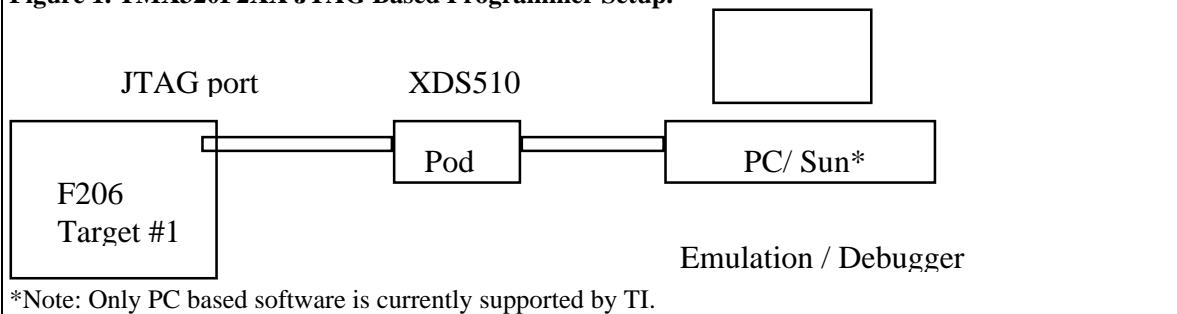 Figure 1. TMX320F2XX JTAG Based Programmer Setup.
JTAG port
XDS510
Pod
PC/ Sun*
F206
Target #1
Emulation / Debugger
*Note: Only PC based software is currently supported by TI.